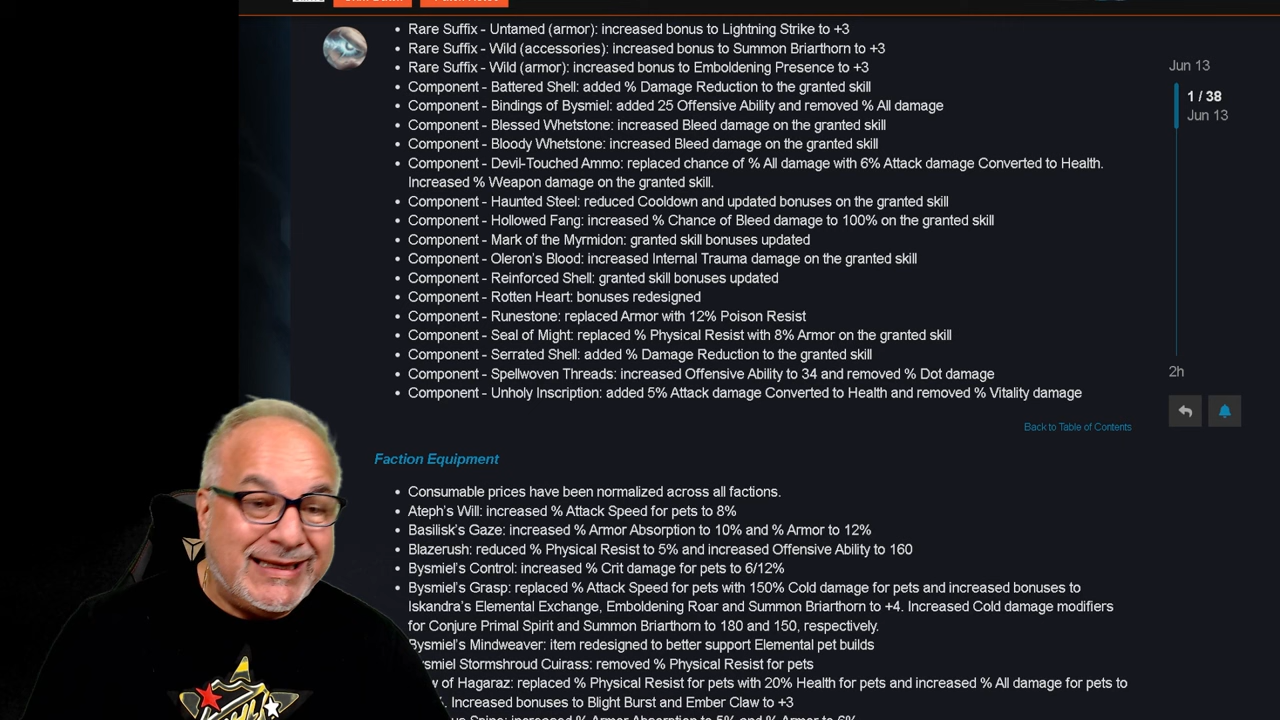 Rare Suffix - Untamed (armor): increased bonus to Lightning Strike to +3
Rare Suffix - Wild (accessories): increased bonus to Summon Briarthorn to +3
Rare Suffix - Wild (armor): increased bonus to Emboldening Presence to +3
Component - Battered Shell: added % Damage Reduction to the granted skill
Component - Bindings of Bysmiel: added 25 Offensive Ability and removed % All damage
Component - Blessed Whetstone: increased Bleed damage on the granted skill
Component - Bloody Whetstone: increased Bleed damage on the granted skill
Component - Devil-Touched Ammo: replaced chance of % All damage with 6% Attack damage Converted to Health.
Increased % Weapon damage on the granted skill.
Component - Haunted Steel: reduced Cooldown and updated bonuses on the granted skill
Component - Hollowed Fang: increased % Chance of Bleed damage to 100% on the granted skill
Component - Mark of the Myrmidon: granted skill bonuses updated
Component - Oleron's Blood: increased Internal Trauma damage on the granted skill
Component - Reinforced Shell: granted skill bonuses updated
Component - Rotten Heart: bonuses redesigned
Component - Runestone: replaced Armor with 12% Poison Resist
Component - Seal of Might: replaced % Physical Resist with 8% Armor on the granted skill
Component - Serrated Shell: added % Damage Reduction to the granted skill
Component - Spellwoven Threads: increased Offensive Ability to 34 and removed % Dot damage
Component - Unholy Inscription: added 5% Attack damage Converted to Health and removed % Vitality damage
Jun 13
1 / 38
Jun 13
2h
Back to Table of Contents
Faction Equipment
Consumable prices have been normalized across all factions.
Ateph's Will: increased % Attack Speed for pets to 8%
Basilisk's Gaze: increased % Armor Absorption to 10% and % Armor to 12%
Blazerush: reduced % Physical Resist to 5% and increased Offensive Ability to 160
Bysmiel's Control: increased % Crit damage for pets to 6/12%
Bysmiel's Grasp: replaced % Attack Speed for pets with 150% Cold damage for pets and increased bonuses to
Iskandra's Elemental Exchange, Emboldening Roar and Summon Briarthorn to +4. Increased Cold damage modifiers
for Conjure Primal Spirit and Summon Briarthorn to 180 and 150, respectively.
Bysmiel's Mindweaver: item redesigned to better support Elemental pet builds
Stormshroud Cuirass: removed % Physical Resist for pets
of Hagaraz: replaced % Physical Resist for pets with 20% Health for pets and increased % All damage for pets to
Increased bonuses to Blight Burst and Ember Claw to +3